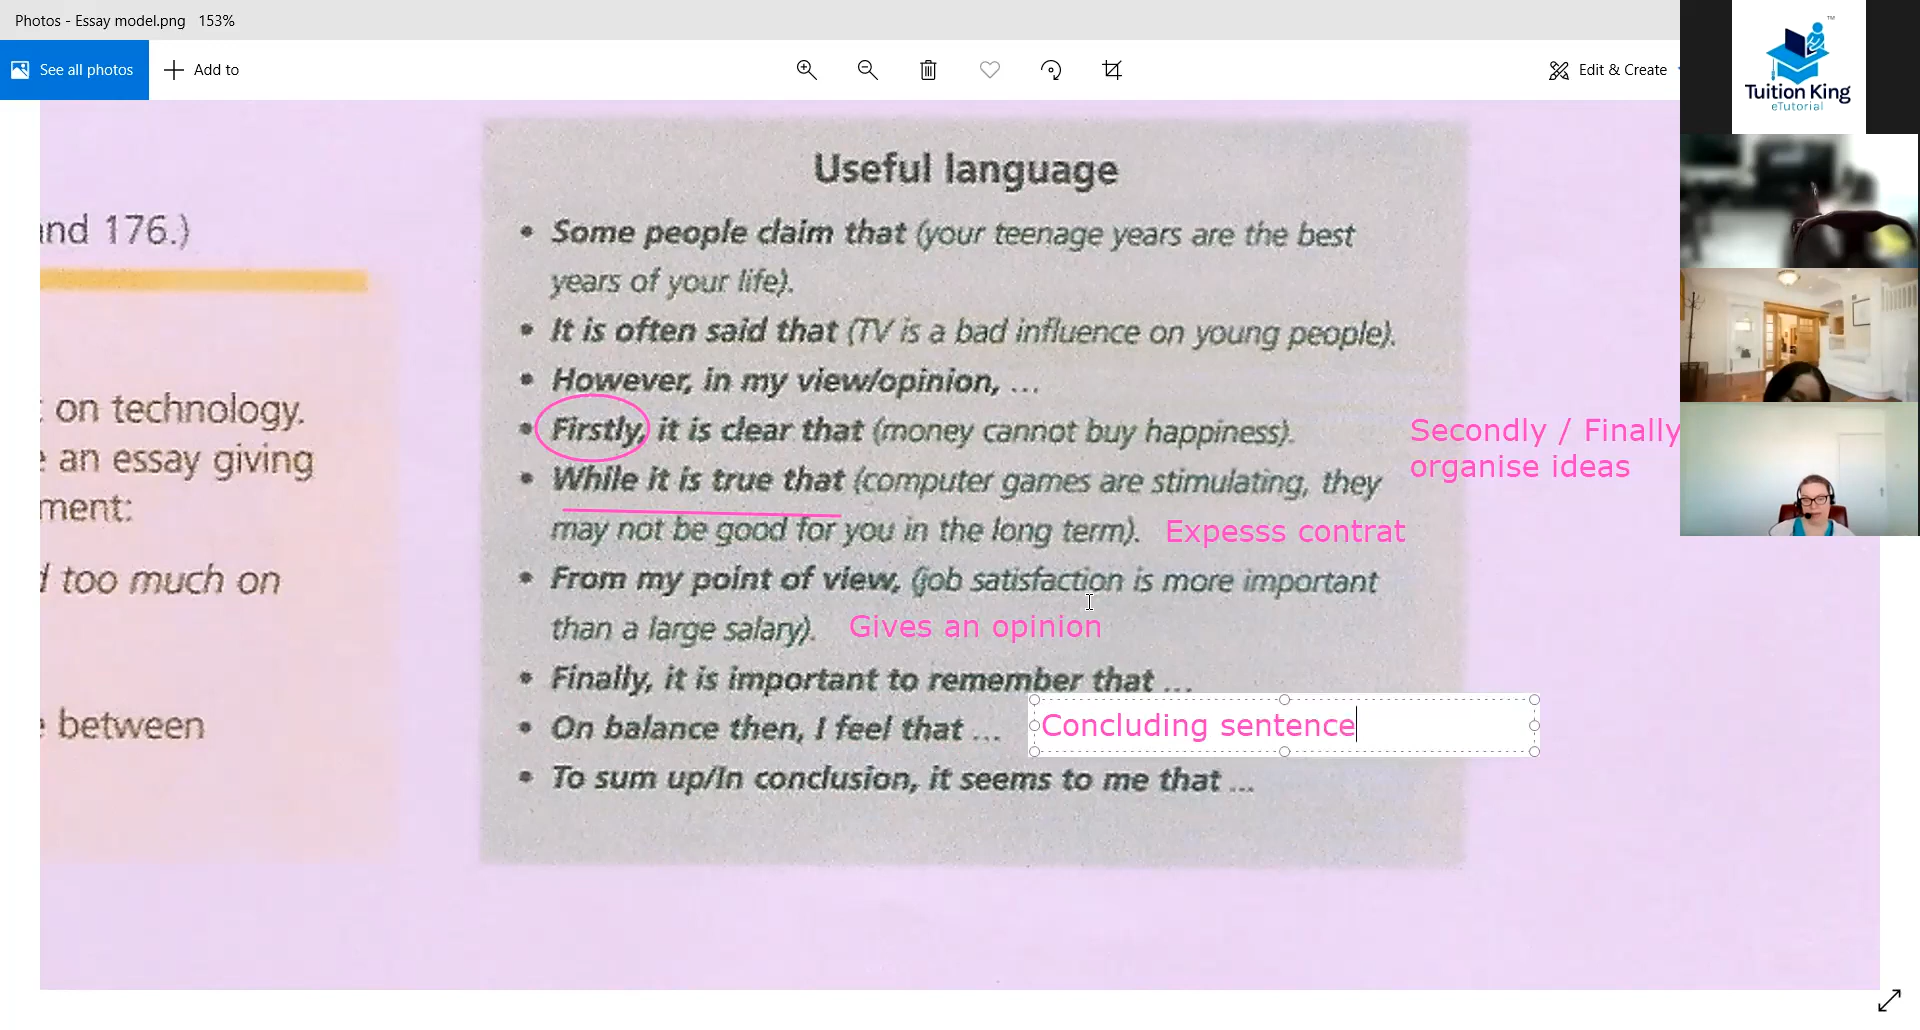 Photos - Essay model.png 153%
See all photos
Add to
Edit & Create
Tuition King
eTutorial
TM
and 176.)
on technology.
an essay giving
ment:
too much on
between
Useful language
• Some people claim that (your teenage years are the best
years of your life).
• It is often said that (TV is a bad influence on young people).
• However, in my view/opinion, ...
• Firstly, it is clear that (money cannot buy happiness).
Secondly / Finally
organise ideas
• While it is true that (computer games are stimulating, they
may not be good for you in the long term). Expesss contrat
• From my point of view, (job satisfaction is more important
than a large salary). Gives an opinion
• Finally, it is important to remember that ...
• On balance then, I feel that ... Concluding sentence
• To sum up/In conclusion, it seems to me that ...